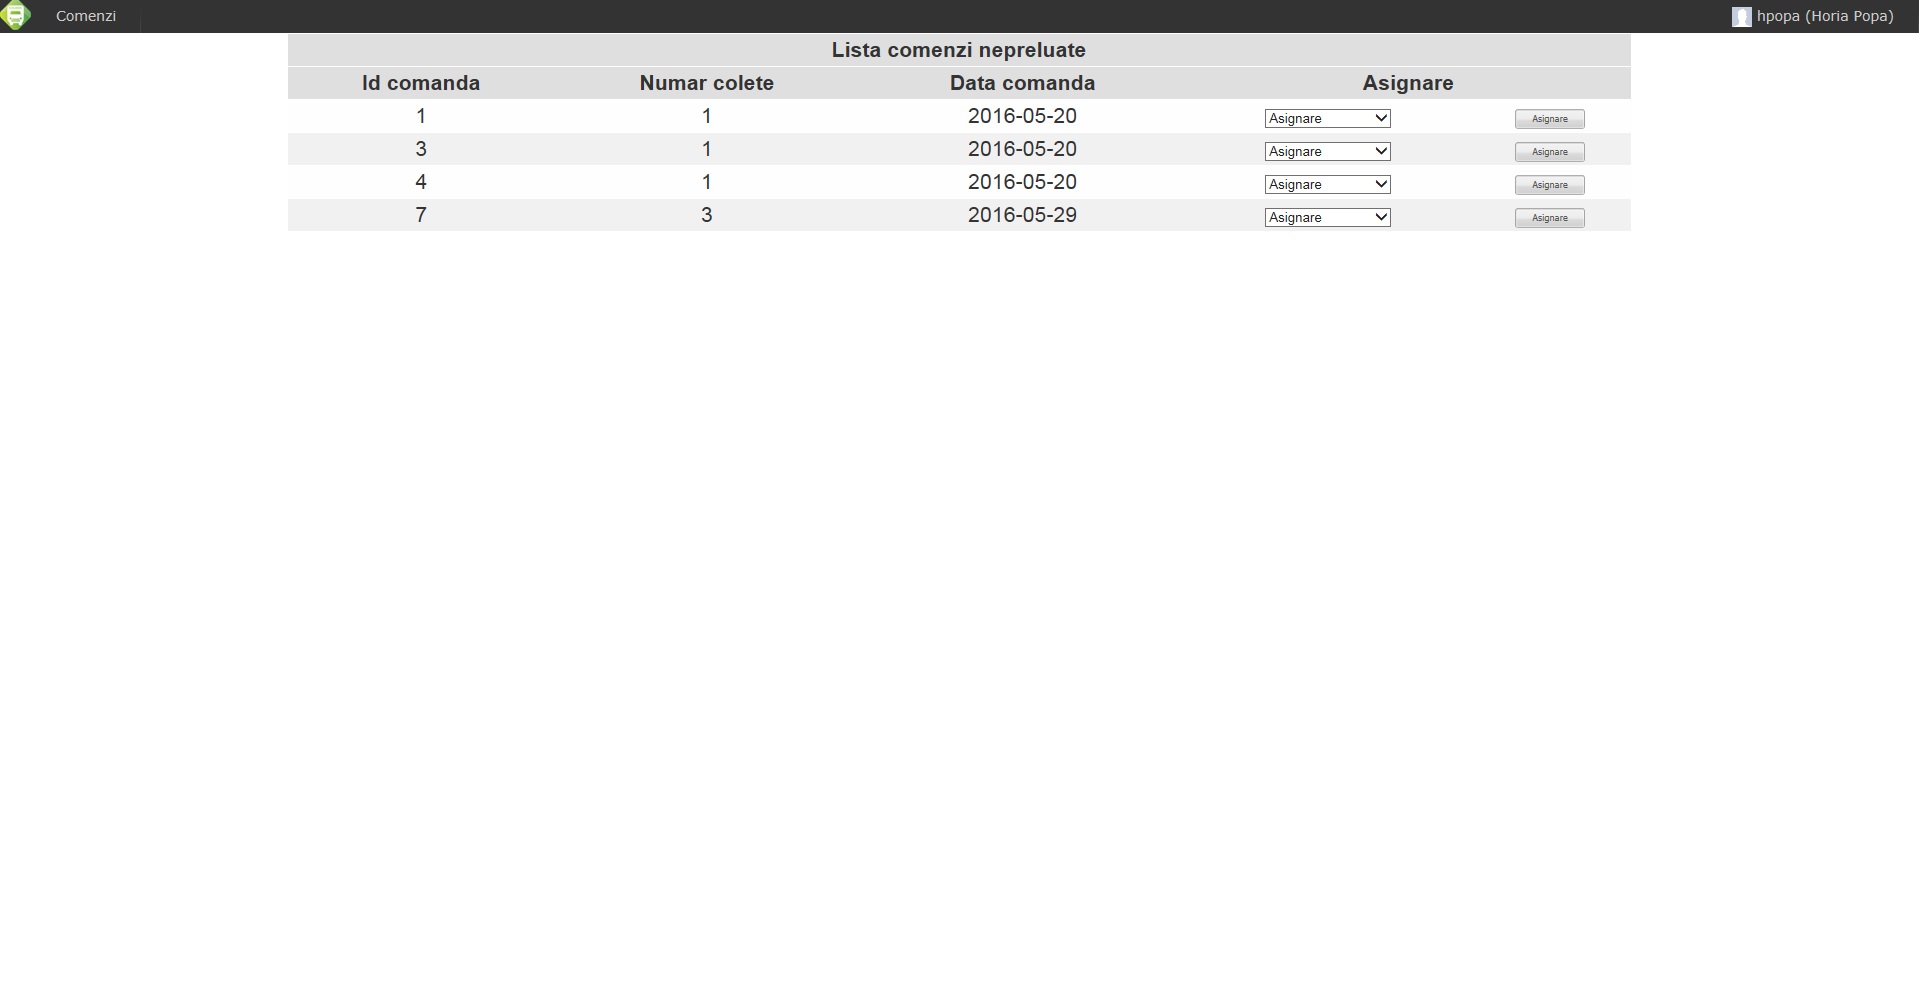 Comenzi hpopa (Horia Popa)
Lista comenzi nepreluate
Id comanda Numar colete Data comanda Asignare
1 1 2016-05-20 Asignare Asignare
3 1 2016-05-20 Asignare Asignare
4 1 2016-05-20 Asignare Asignare
7 3 2016-05-29 Asignare Asignare